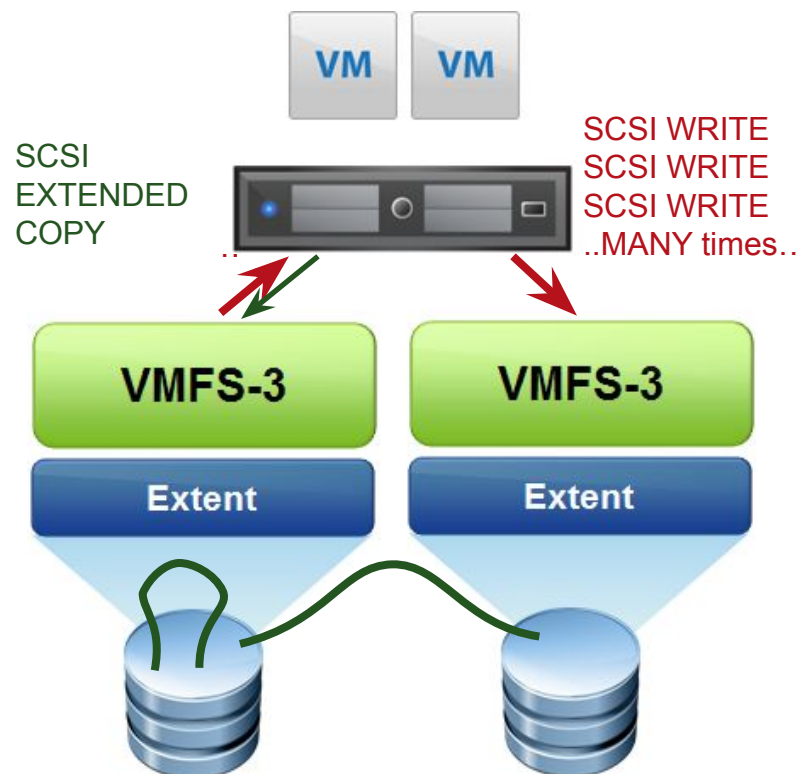 VM
VM
SCSI
EXTENDED
COPY
SCSI WRITE
SCSI WRITE
SCSI WRITE
..MANY times..
..
VMFS-3
VMFS-3
Extent
Extent